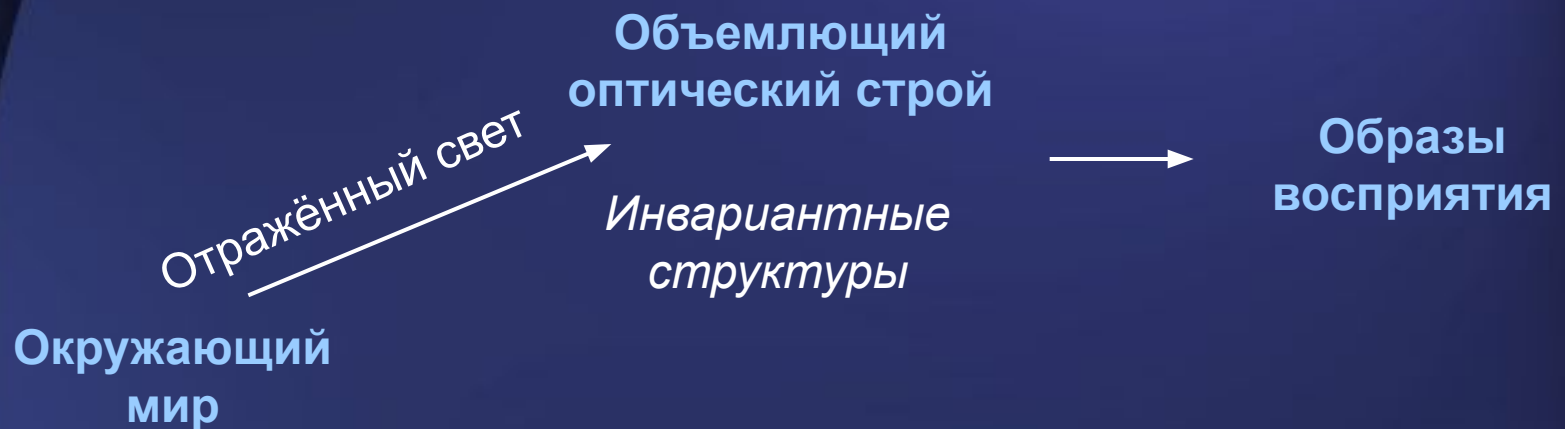 Объемлющий
оптический строй
Отражённый свет
Образы
восприятия
Инвариантные
структуры
Окружающий
мир